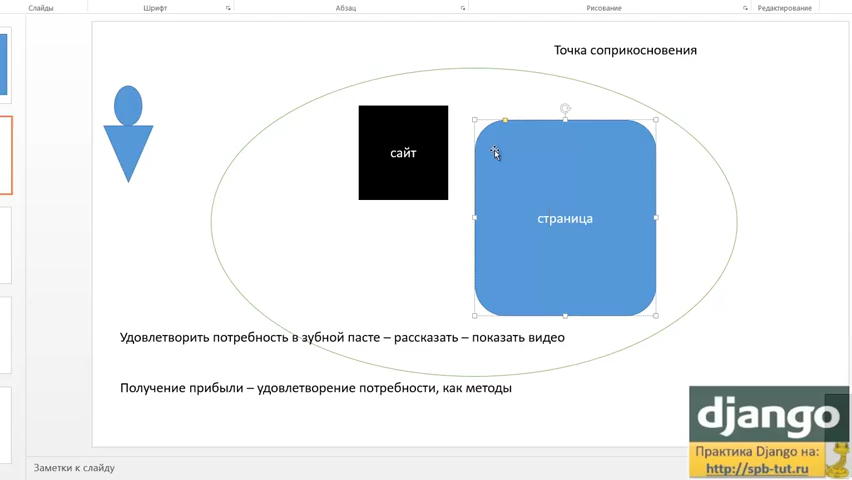 Слайды
Шрифт
Абзац
Рисование
Редактирование
Точка соприкосновения
сайт
страница
Удовлетворить потребность в зубной пасте – рассказать – показать видео
Получение прибыли – удовлетворение потребности, как методы
django
Практика Django на:
http://spb-tut.ru
Заметки к слайду